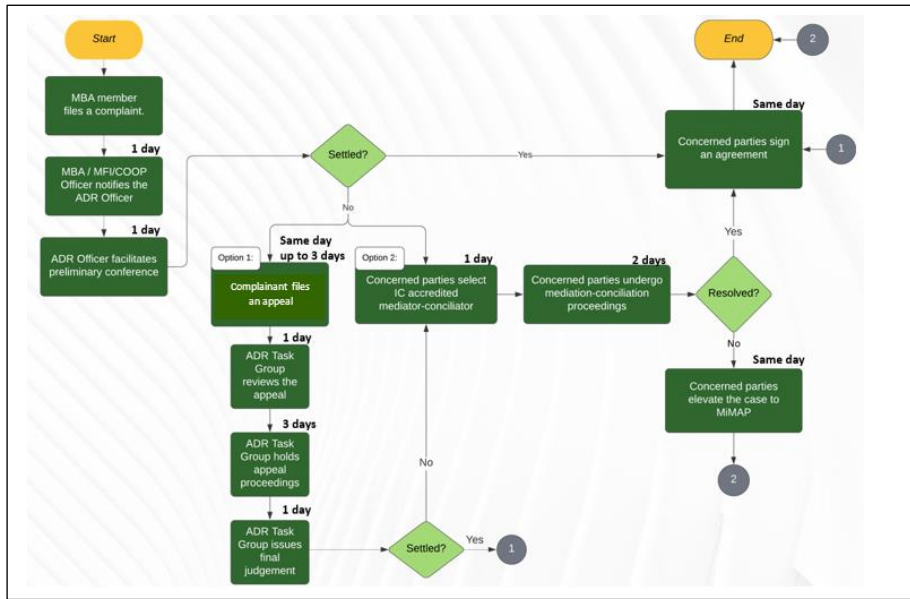 Start
MBA member
files a complaint.
1 day
MBA / MFI/COOP
Officer notifies the
ADR Officer
1 day
ADR Officer facilitates
preliminary conference
Settled?
Yes
No
Option 1:
Same day
up to 3 days
Complainant files
an appeal
1 day
ADR Task
Group
reviews the
appeal
3 days
ADR Task
Group holds
appeal
proceedings
1 day
ADR Task
Group issues
final
judgement
Settled?
Yes
1
No
Option 2:
1 day
Concerned parties select
IC accredited
mediator-conciliator
2 days
Concerned parties undergo
mediation-conciliation
proceedings
Resolved?
Yes
No
Same day
Concerned parties
elevate the case to
MiMAP
2
Same day
Concerned parties sign
an agreement
1
End
2